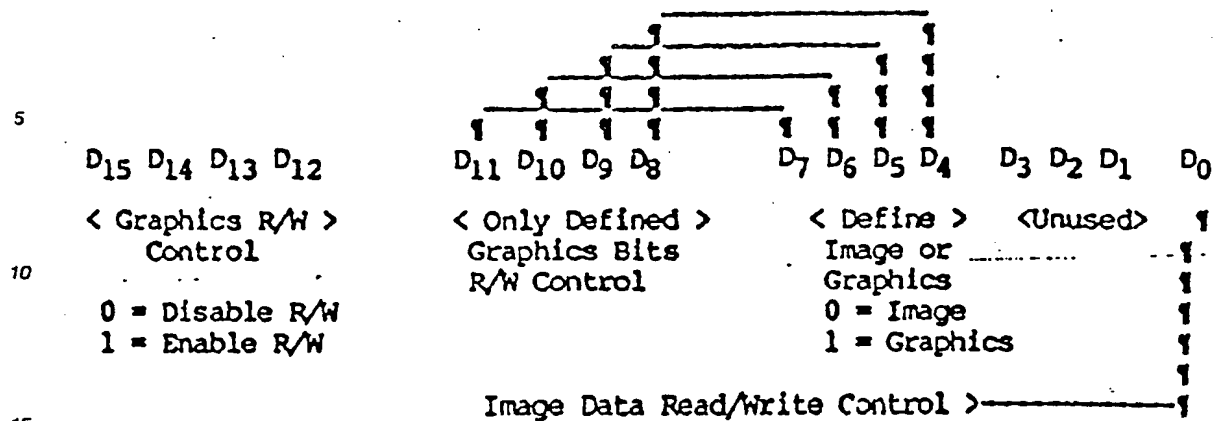 5
D15 D14 D13 D12 D11 D10 D9 D8 D7 D6 D5 D4 D3 D2 D1 D0
< Graphics R/W > < Only Defined > < Define > <Unused>
Control Graphics Bits Image or
10
R/W Control Graphics
0 = Disable R/W 0 = Image
1 = Enable R/W 1 = Graphics
Image Data Read/Write Control >